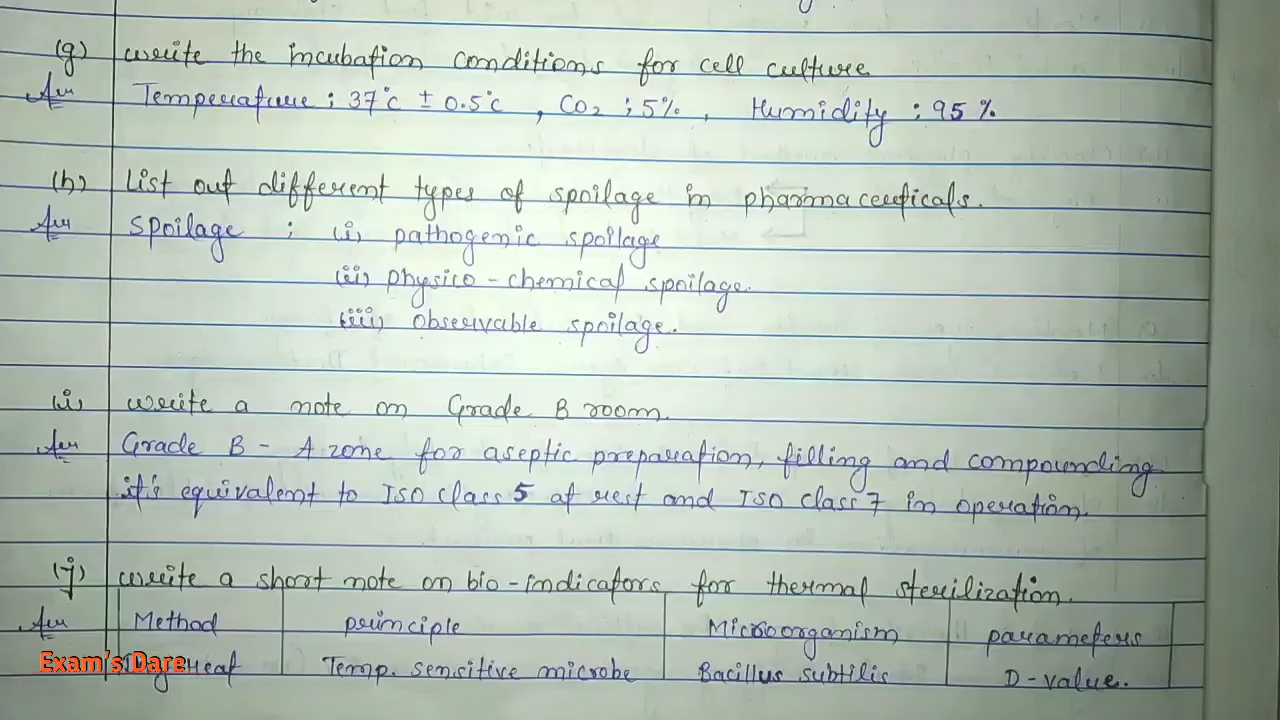 (g) write the incubation conditions for cell culture
Ans Temperature : 37°c ± 0.5°c , CO2 : 5% , Humidity : 95 %
(h) List out different types of spoilage in pharmaceuticals.
Ans spoilage : (i) pathogenic spoilage
(ii) physico - chemical spoilage.
(iii) observable spoilage.
(i) write a note on Grade B room.
Ans Grade B - A zone for aseptic preparation, filling and compounding
it's equivalent to ISO class 5 at rest and ISO class 7 in operation.
(j) write a short note on bio-indicators for thermal sterilization.
Ans Method principle Microorganism parameters
Heat Temp. sensitive microbe Bacillus subtilis D-value.
Exam's Dare